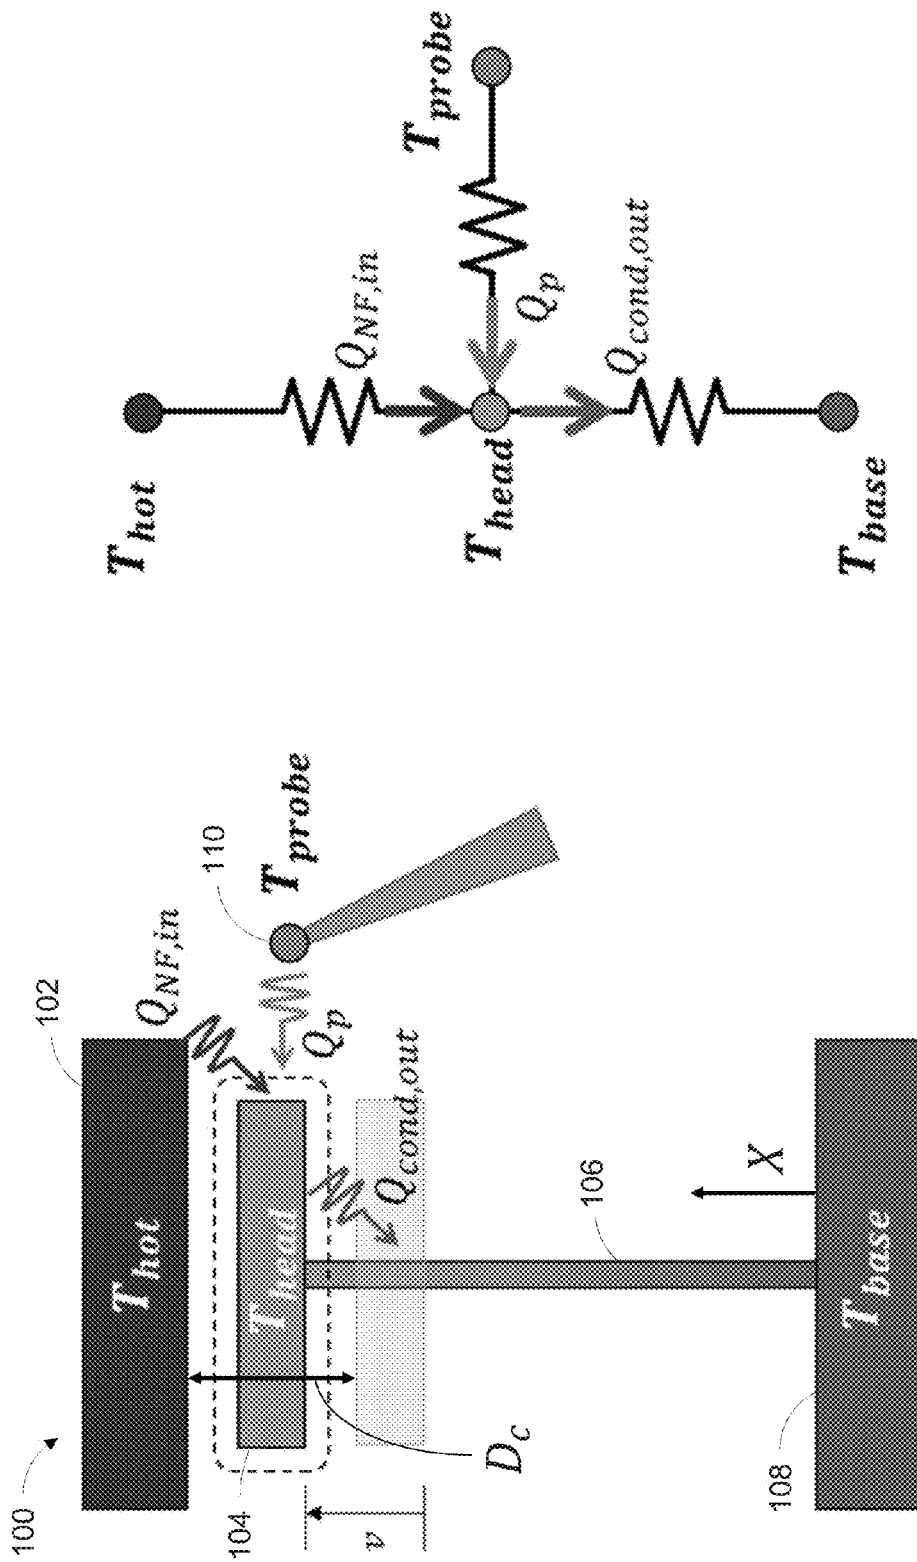 100
102
T_hot
Q_NF,in
110
T_probe
Q_p
104
T_head
Q_cond,out
D_c
v
106
X
108
T_base
T_hot
Q_NF,in
T_probe
Q_p
T_head
Q_cond,out
T_base